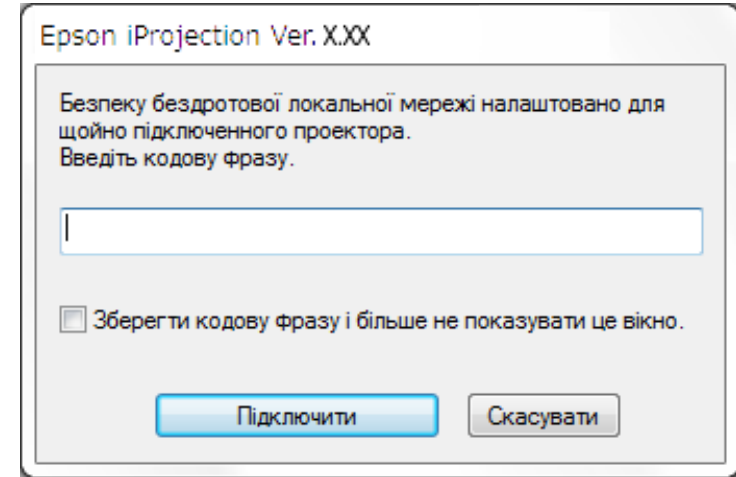 Epson iProjection Ver. X.XX
Безпеку бездротової локальної мережі налаштовано для
щойно підключенного проектора.
Введіть кодову фразу.
Зберегти кодову фразу і більше не показувати це вікно.
Підключити
Скасувати